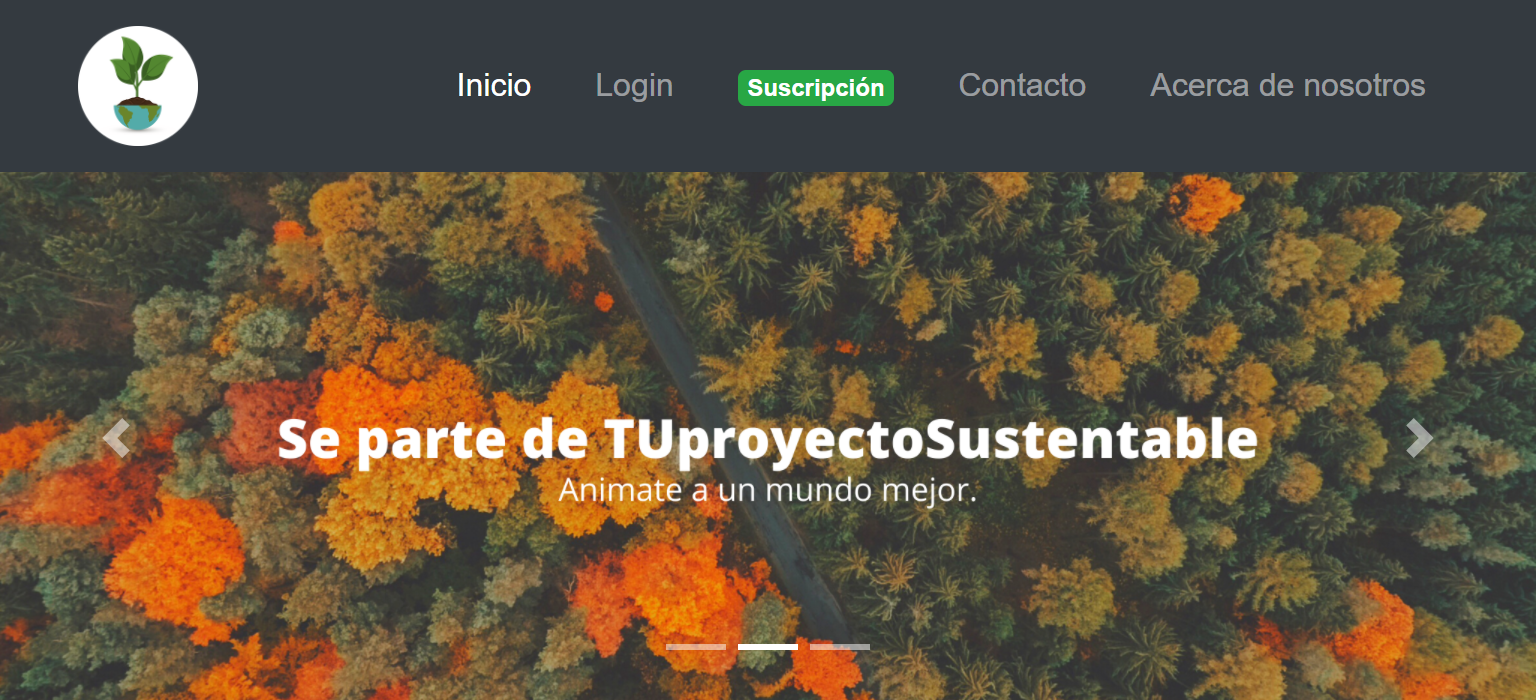 Inicio
Login
Suscripción
Contacto
Acerca de nosotros
Se parte de TUproyectoSustentable
Animate a un mundo mejor.